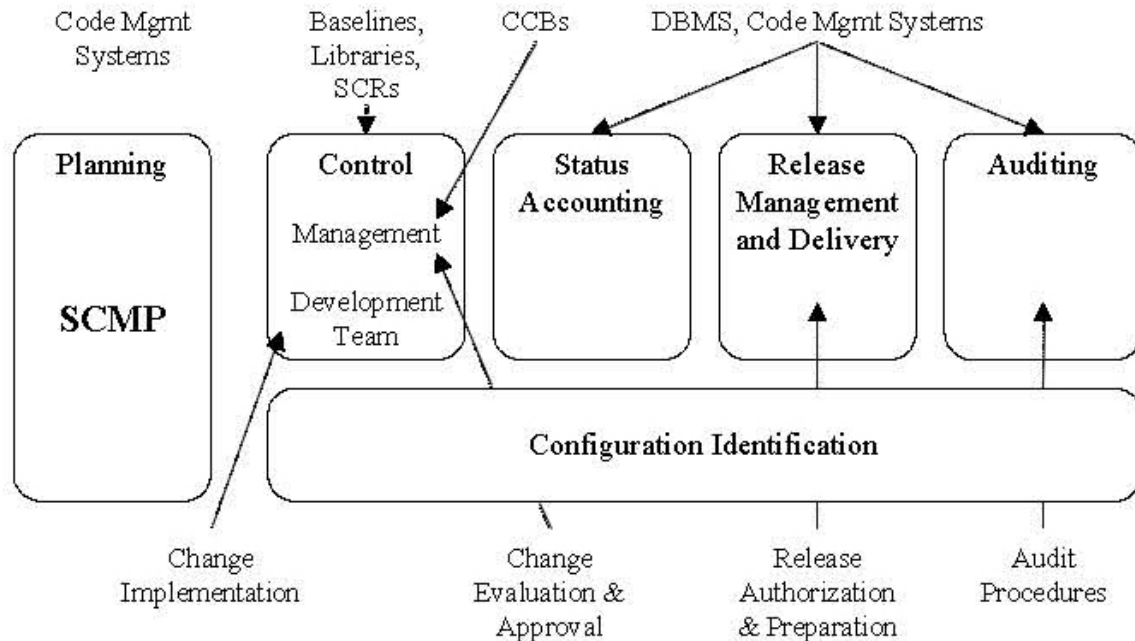 Code Mgmt
Systems
Baselines,
Libraries,
SCRs
CCBs
DBMS, Code Mgmt Systems
Planning
SCMP
Control
Management
Development
Team
Status
Accounting
Release
Management
and Delivery
Auditing
Configuration Identification
Change
Implementation
Change
Evaluation &
Approval
Release
Authorization
& Preparation
Audit
Procedures